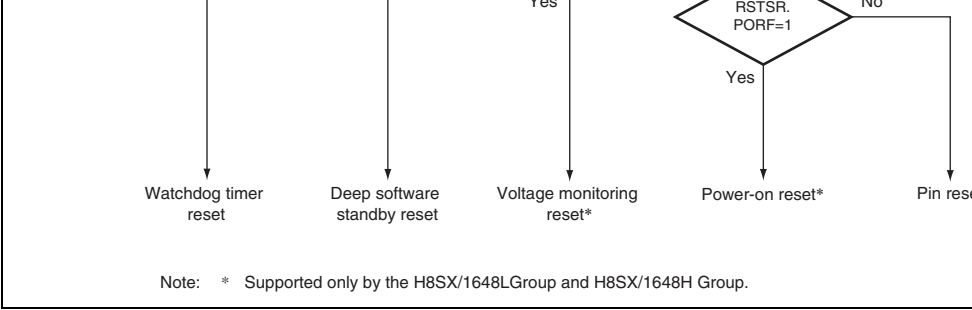 Yes
RSTSR.
PORF=1
No
Yes
Watchdog timer
reset
Deep software
standby reset
Voltage monitoring
reset*
Power-on reset*
Pin
Note: * Supported only by the H8SX/1648LGroup and H8SX/1648H Group.